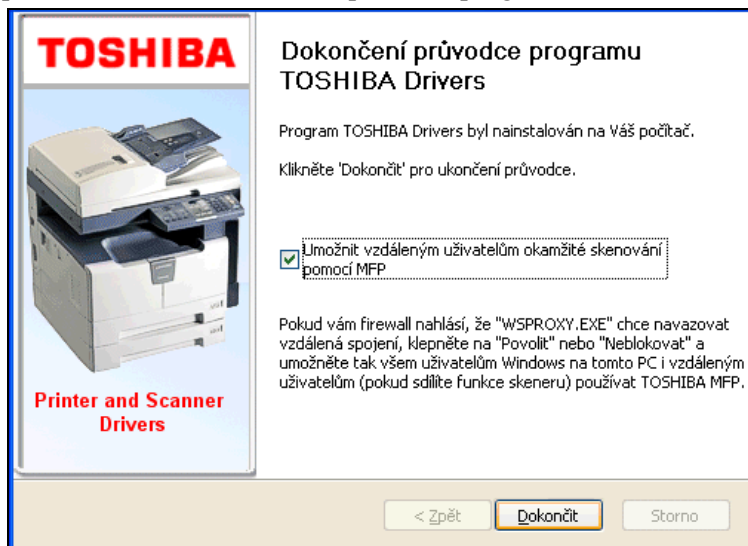 TOSHIBA
Printer and Scanner
Drivers
Dokončení průvodce programu
TOSHIBA Drivers
Program TOSHIBA Drivers byl nainstalován na Váš počítač.
Klikněte 'Dokončit' pro ukončení průvodce.
Umožnit vzdáleným uživatelům okamžité skenování
pomocí MFP
Pokud vám firewall nahlásí, že "WSPROXY.EXE" chce navazovat
vzdálená spojení, klepněte na "Povolit" nebo "Neblokovat" a
umožněte tak všem uživatelům Windows na tomto PC i vzdáleným
uživatelům (pokud sdílíte funkce skeneru) používat TOSHIBA MFP.
< Zpět
Dokončit
Storno